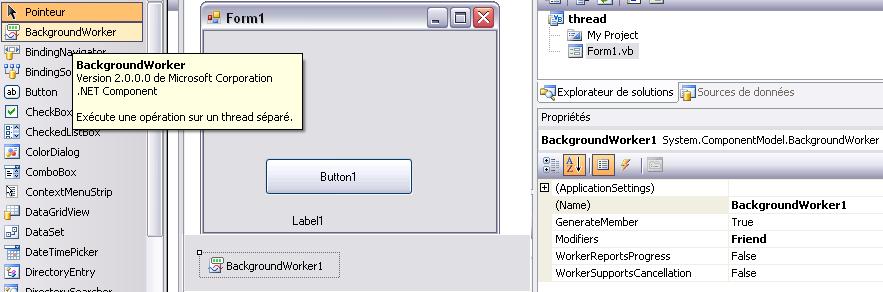 Pointeur
BackgroundWorker
BindingNavigator
BindingSo
Button
CheckBox
CheckedListBox
ColorDialog
ComboBox
ContextMenuStrip
DataGridView
DataSet
DateTimePicker
DirectoryEntry
BackgroundWorker
Version 2.0.0.0 de Microsoft Corporation
.NET Component
Exécute une opération sur un thread séparé.
Form1
Button1
Label1
BackgroundWorker1
thread
My Project
Form1.vb
Explorateur de solutions
Sources de données
Propriétés
BackgroundWorker1 System.ComponentModel.BackgroundWorker
(ApplicationSettings)
(Name) BackgroundWorker1
GenerateMember True
Modifiers Friend
WorkerReportsProgress False
WorkerSupportsCancellation False